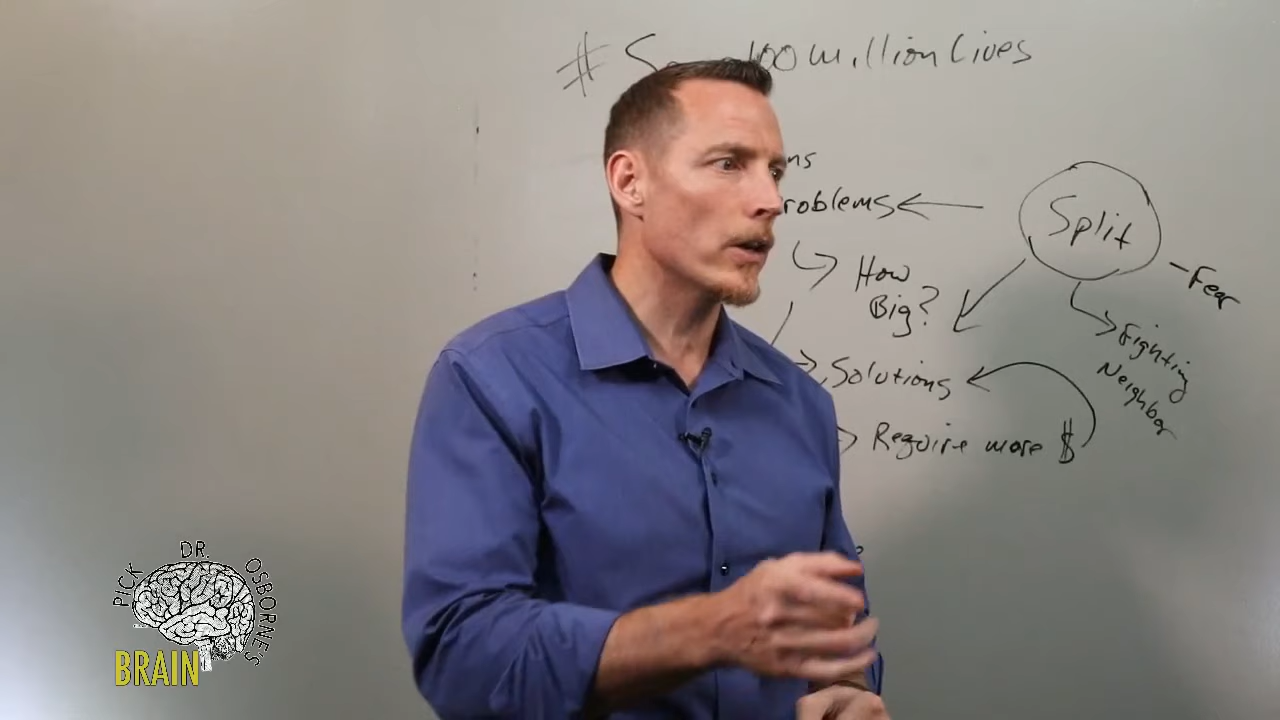 # S 100 million Lives
ns
roblems
Split
How
Big?
- Fear
Fighting
Neighbor
Solutions
Require more $
PICK DR. OSBORNE'S
BRAIN